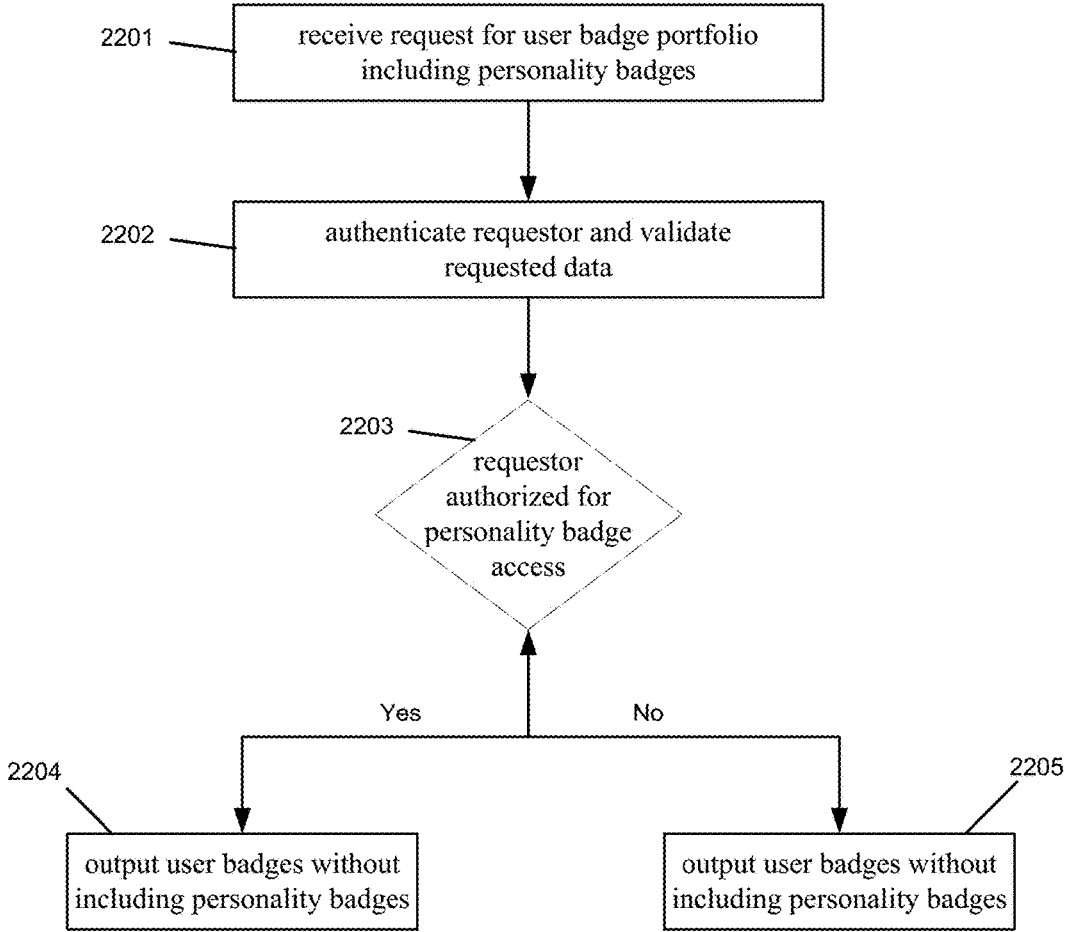 2201
receive request for user badge portfolio
including personality badges
2202
authenticate requestor and validate
requested data
2203
requestor
authorized for
personality badge
access
Yes
No
2204
2205
output user badges without
including personality badges
output user badges without
including personality badges